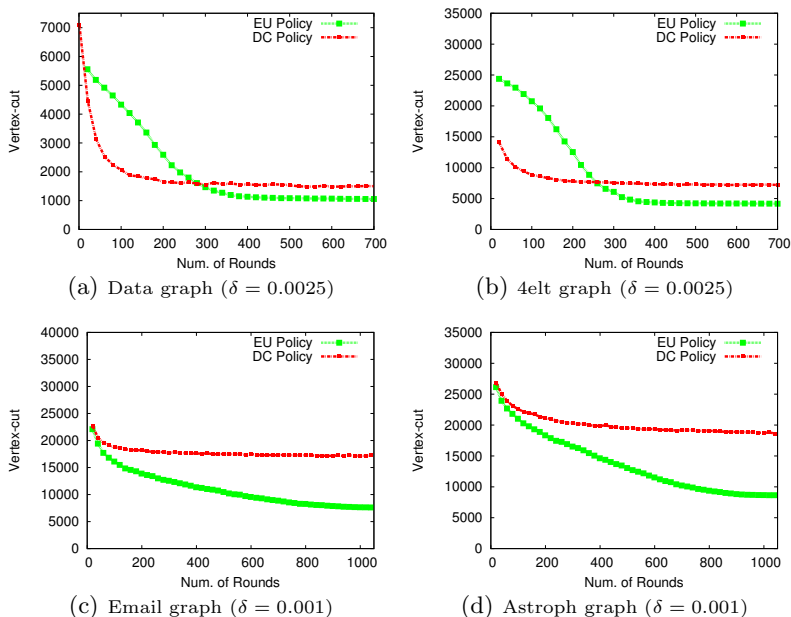 EU Policy
DC Policy
7000
6000
5000
4000
3000
2000
1000
0
Vertex-cut
0 100 200 300 400 500 600 700
Num. of Rounds
(a) Data graph (δ = 0.0025)
EU Policy
DC Policy
35000
30000
25000
20000
15000
10000
5000
0
Vertex-cut
0 100 200 300 400 500 600 700
Num. of Rounds
(b) 4elt graph (δ = 0.0025)
EU Policy
DC Policy
40000
35000
30000
25000
20000
15000
10000
5000
0
Vertex-cut
0 200 400 600 800 1000
Num. of Rounds
(c) Email graph (δ = 0.001)
EU Policy
DC Policy
35000
30000
25000
20000
15000
10000
5000
0
Vertex-cut
0 200 400 600 800 1000
Num. of Rounds
(d) Astroph graph (δ = 0.001)